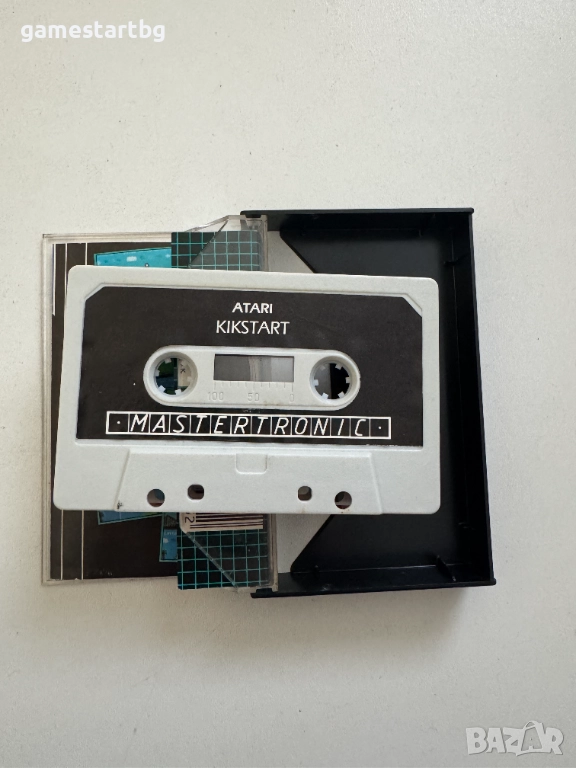 gamestartbg
ATARI
KIKSTART
100 50 0
· MASTERTRONIC ·
BAZAR